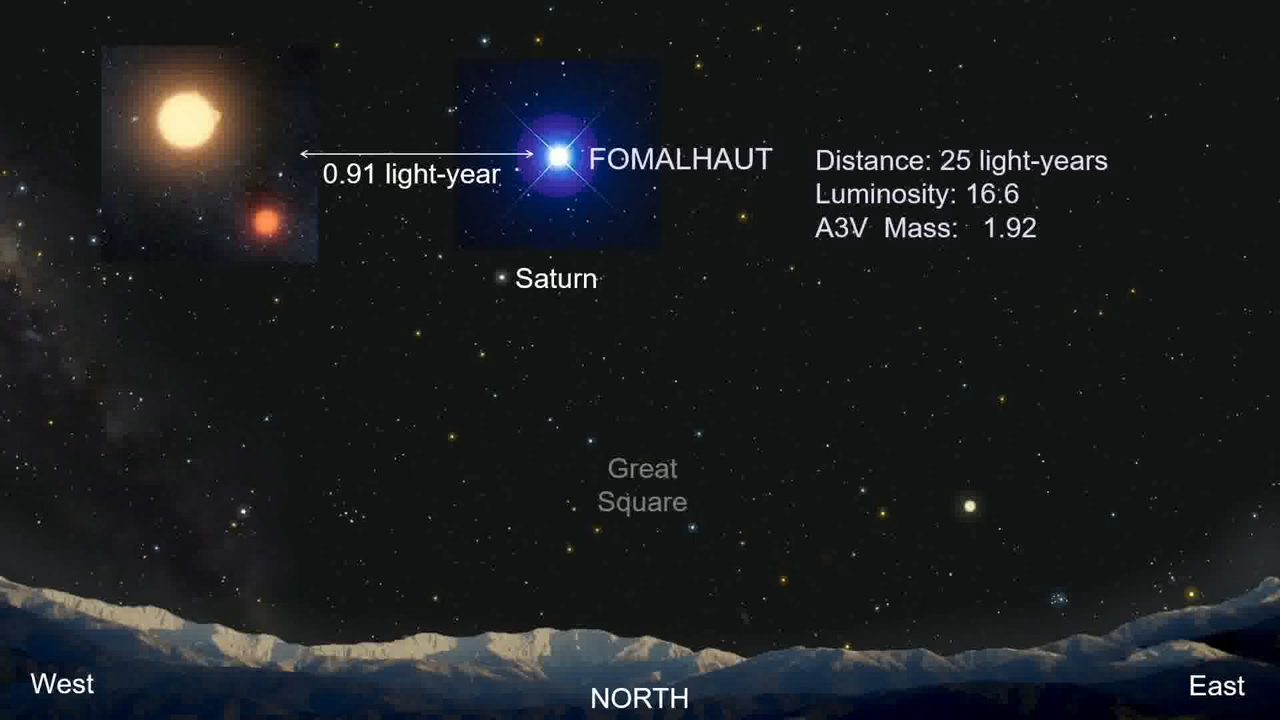 FOMALHAUT
Distance: 25 light-years
Luminosity: 16.6
A3V Mass: 1.92
0.91 light-year
Saturn
Great
Square
West
NORTH
East